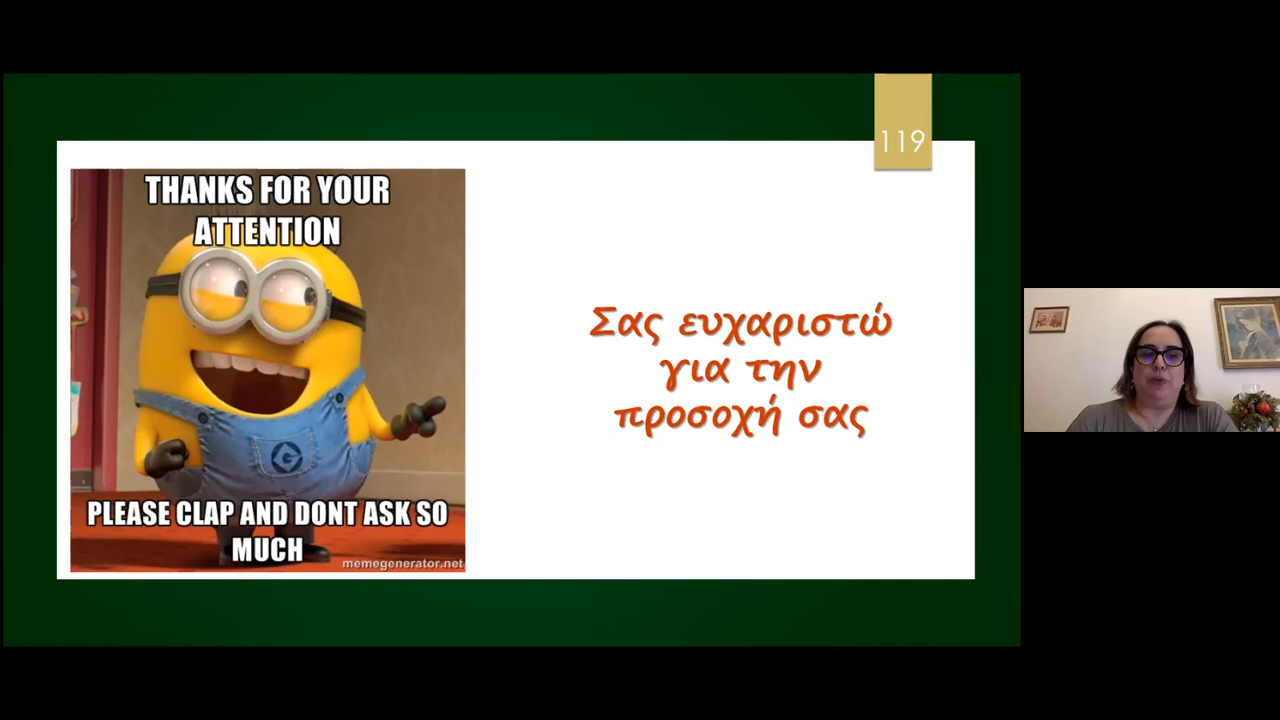 119
THANKS FOR YOUR
ATTENTION
PLEASE CLAP AND DONT ASK SO
MUCH
memegenerator.net
Σας ευχαριστώ
για την
προσοχή σας